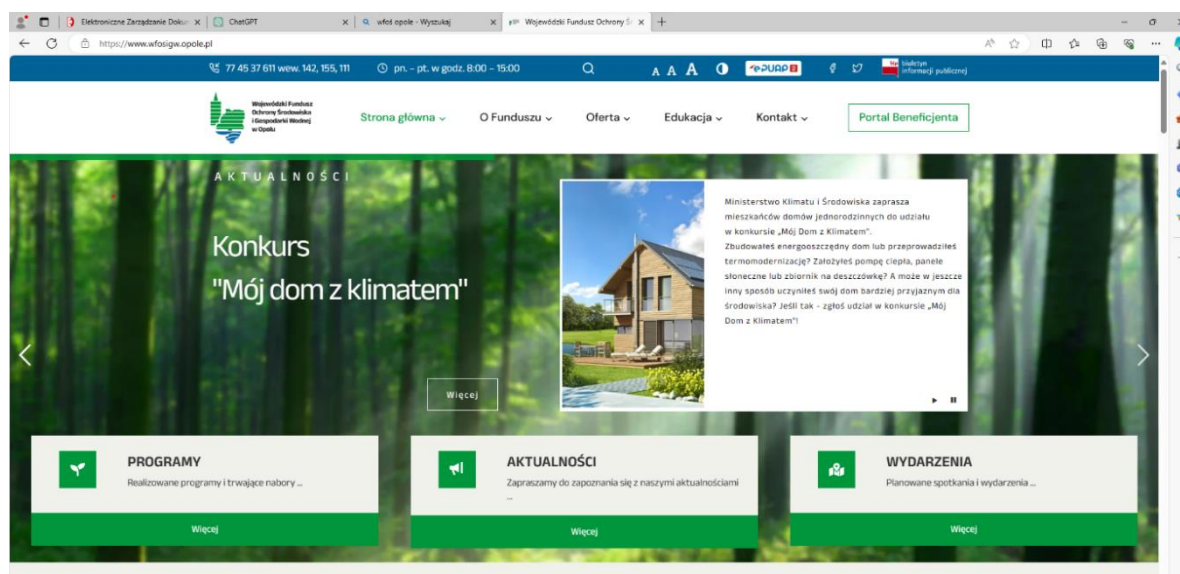 Elektroniczne Zarządzanie Doku
ChatGPT
wfoś opole - Wyszukaj
Wojewódzki Fundusz Ochrony Śr
https://www.wfosigw.opole.pl
77 45 37 611 wew. 142, 155, 111
pn. – pt. w godz. 8:00 – 15:00
A A A
ePUAP
bip
biuletyn
informacji publicznej
Wojewódzki Fundusz
Ochrony Środowiska
i Gospodarki Wodnej
w Opolu
Strona główna
O Funduszu
Oferta
Edukacja
Kontakt
Portal Beneficjenta
AKTUALNOŚCI
Konkurs
"Mój dom z klimatem"
Więcej
Ministerstwo Klimatu i Środowiska zaprasza
mieszkańców domów jednorodzinnych do udziału
w konkursie „Mój Dom z Klimatem”.
Zbudowałeś energooszczędny dom lub przeprowadziłeś
termomodernizację? Założyłeś pompę ciepła, panele
słoneczne lub zbiornik na deszczówkę? A może w jeszcze
inny sposób uczyniłeś swój dom bardziej przyjaznym dla
środowiska? Jeśli tak – zgłoś udział w konkursie „Mój
Dom z Klimatem”!
PROGRAMY
Realizowane programy i trwające nabory ...
Więcej
AKTUALNOŚCI
Zapraszamy do zapoznania się z naszymi aktualnościami
...
Więcej
WYDARZENIA
Planowane spotkania i wydarzenia ...
Więcej